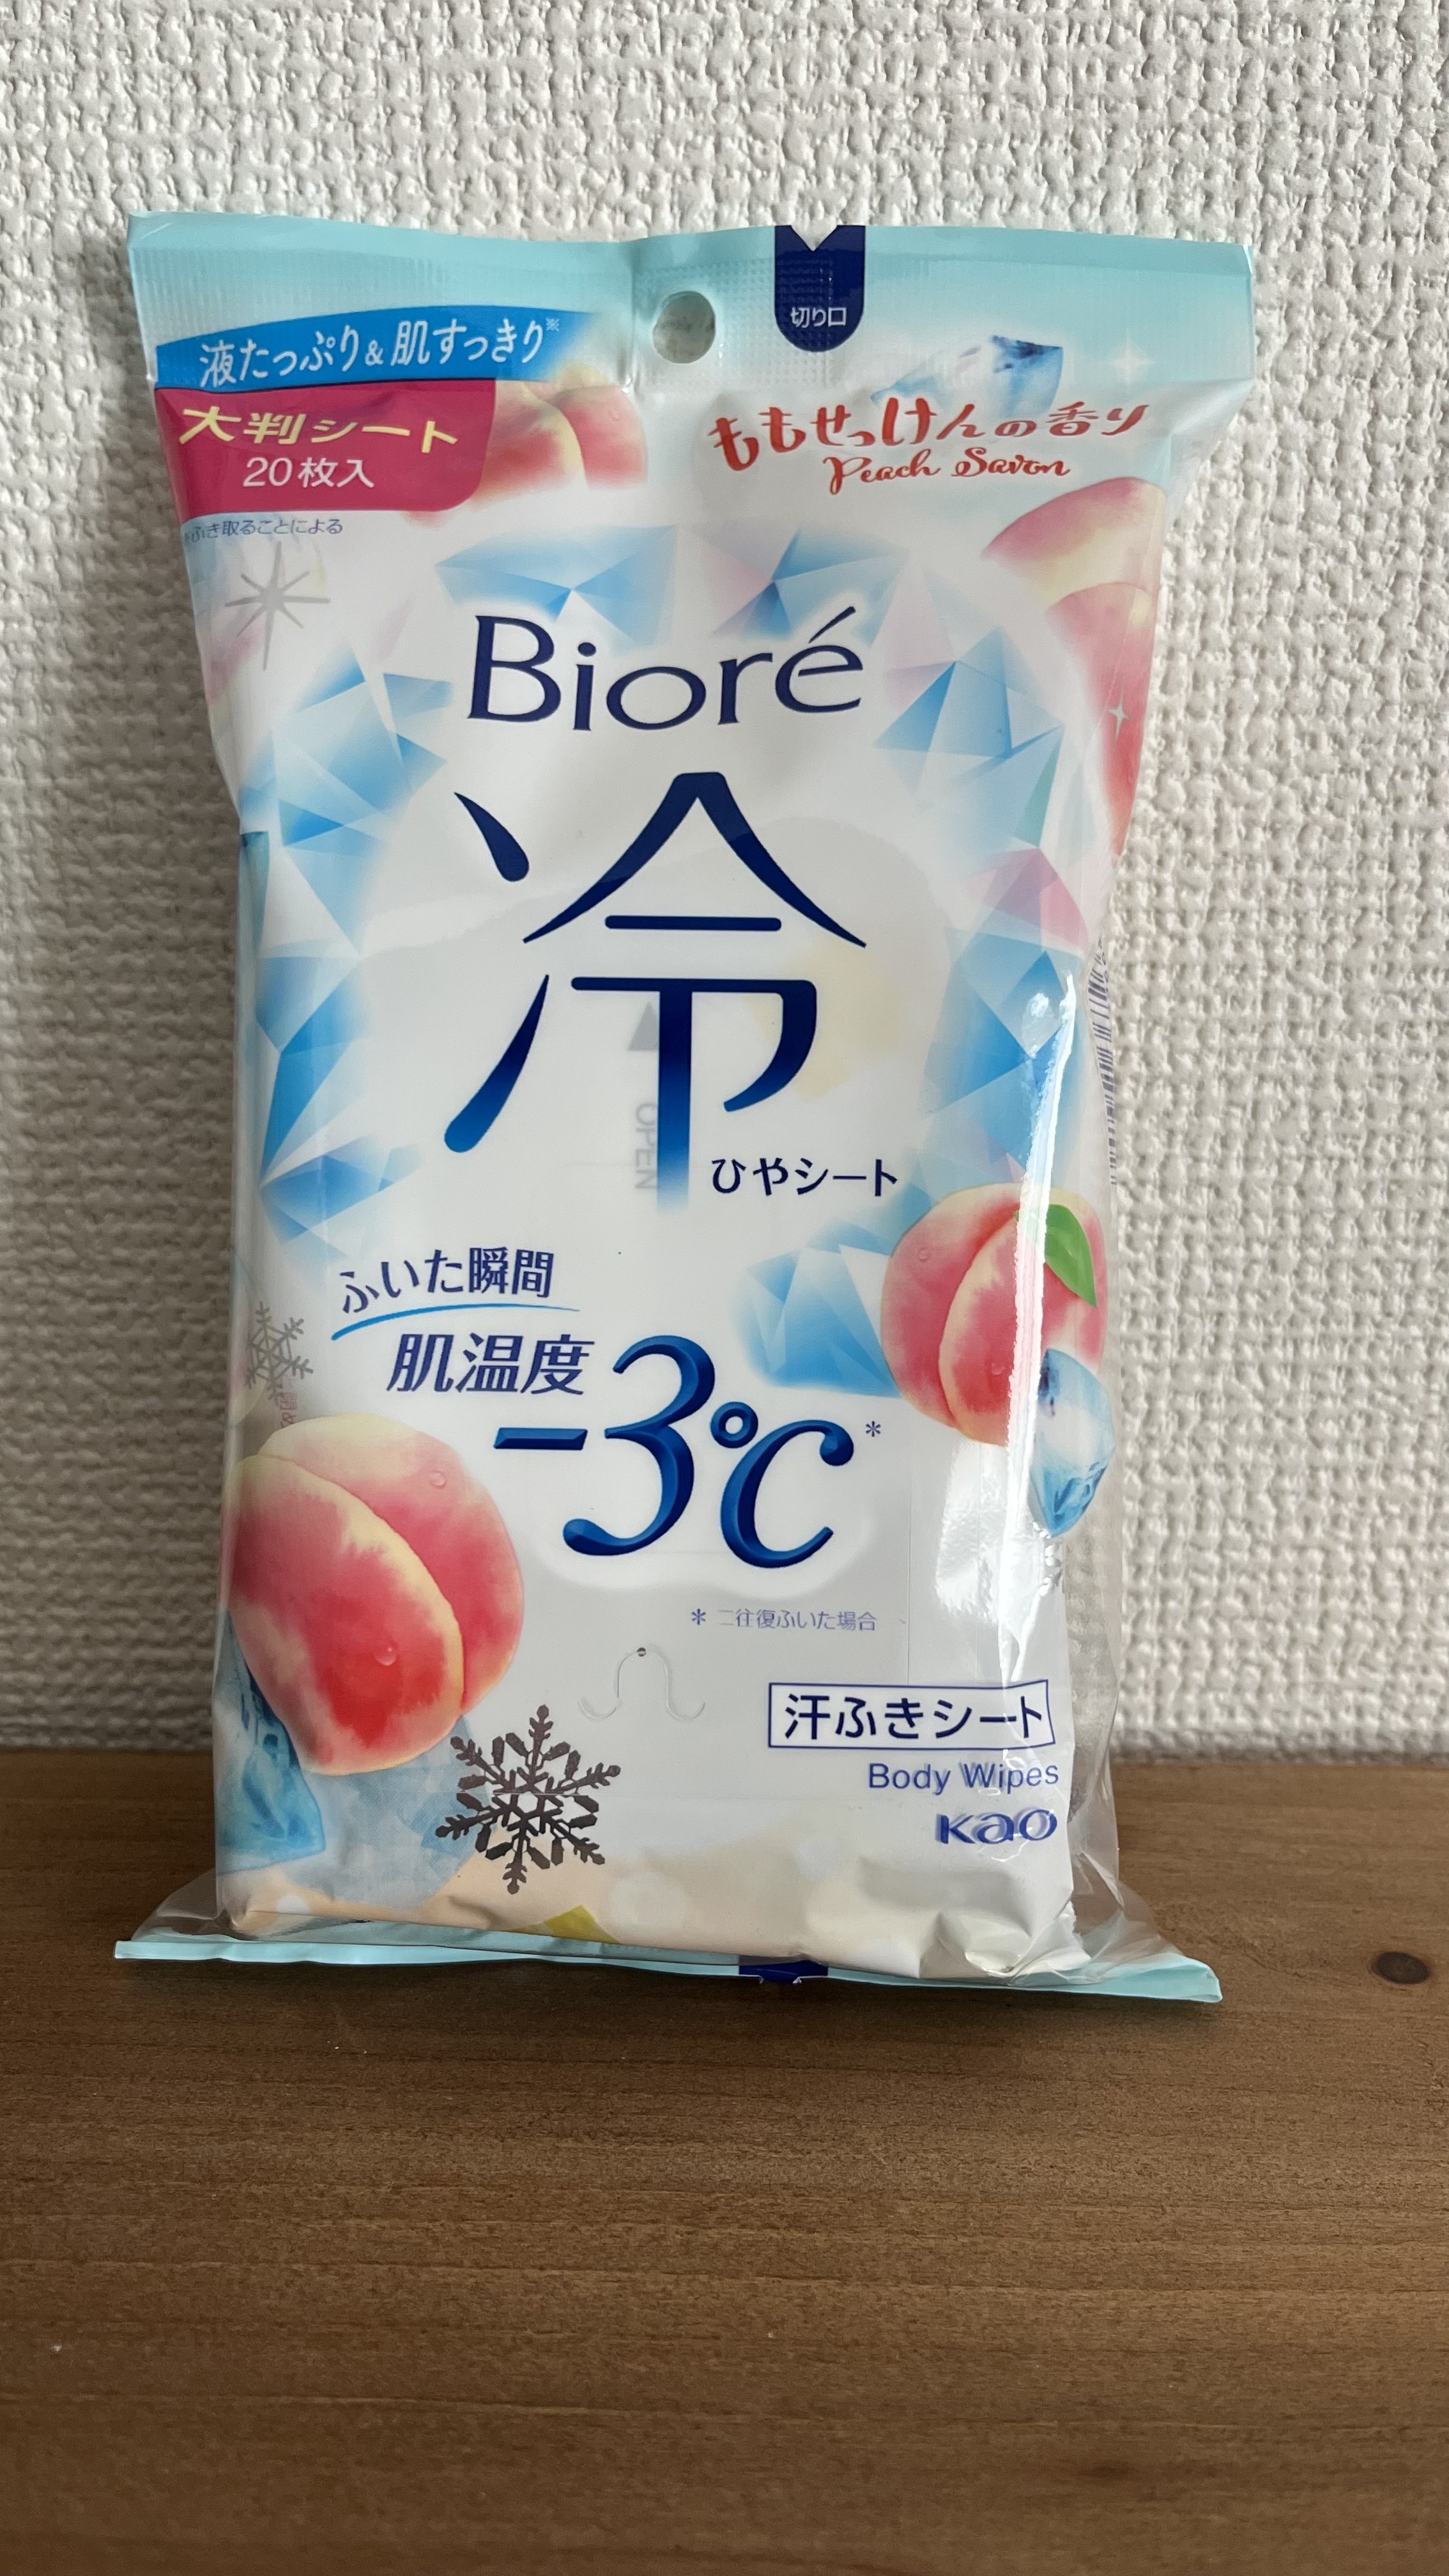 切り口
液たっぷり&肌すっきり※
大判シート
20枚入
ふき取ることによる
ももせっけんの香り
Peach Savon
Bioré
冷
ひやシート
OPEN
ふいた瞬間
肌温度
-3℃*
* 二往復ふいた場合
汗ふきシート
Body Wipes
kao